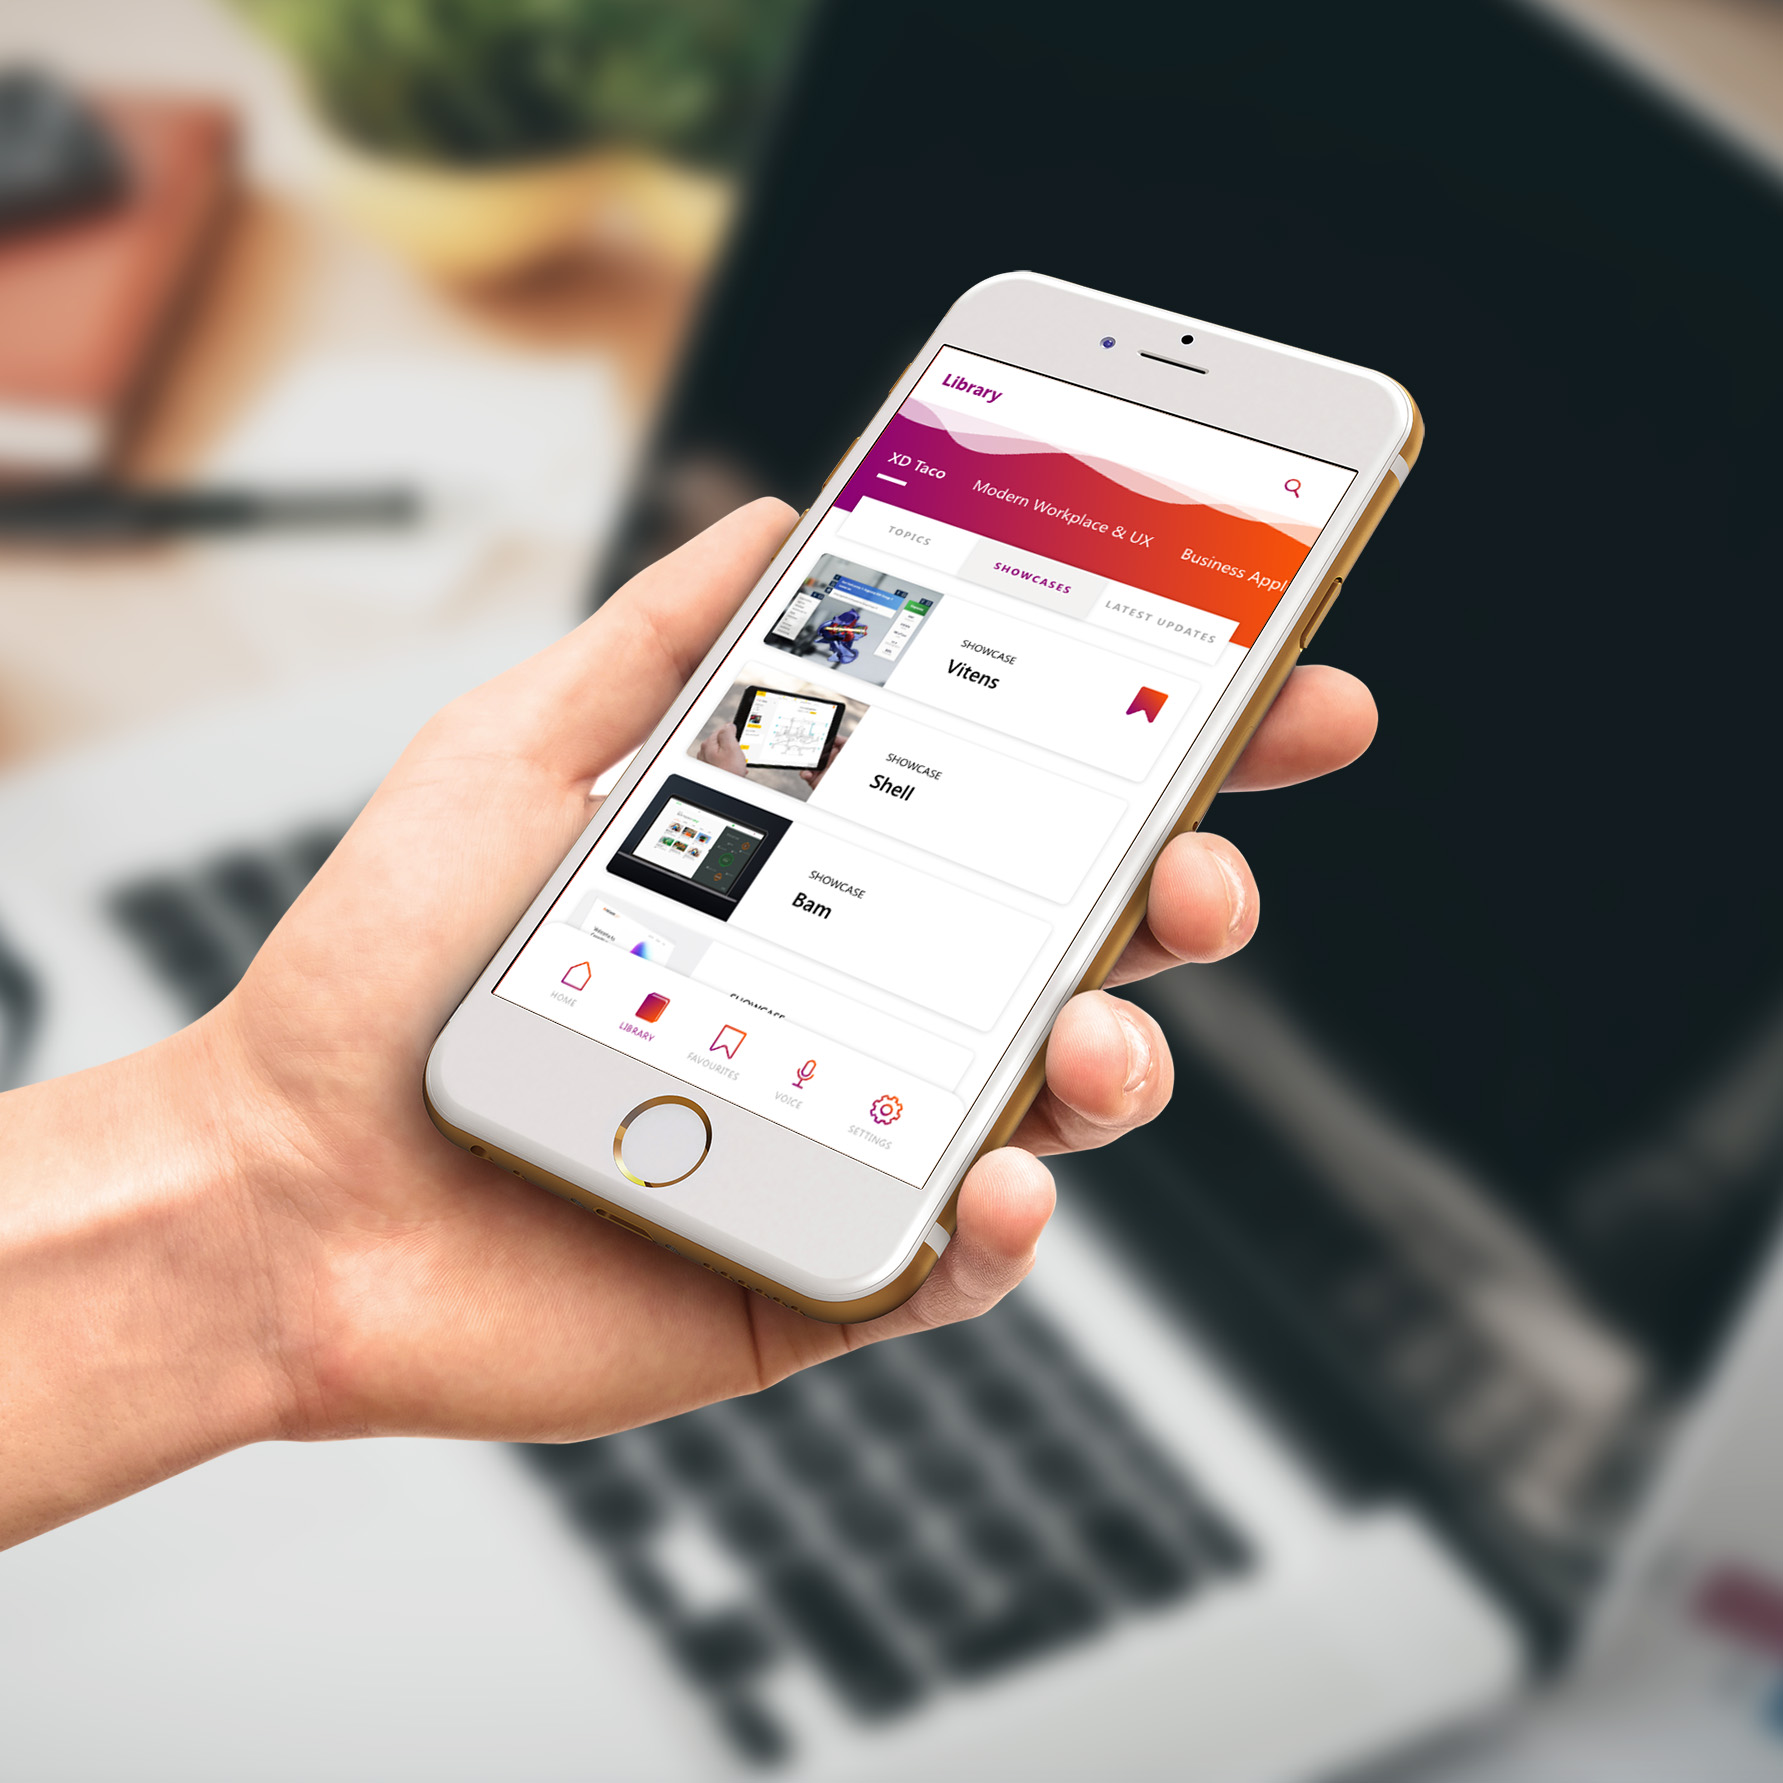 Library
XD Taco
Modern Workplace & UX
Business Appl
TOPICS
SHOWCASES
LATEST UPDATES
SHOWCASE
Vitens
SHOWCASE
Shell
SHOWCASE
Bam
SHOWCASE
HOME
LIBRARY
FAVOURITES
VOICE
SETTINGS